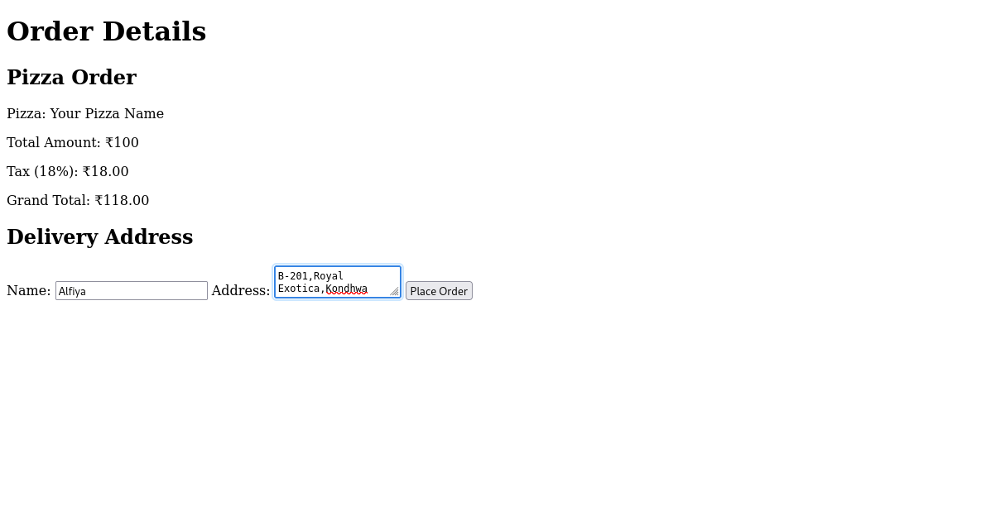 Order Details
Pizza Order
Pizza: Your Pizza Name
Total Amount: ₹100
Tax (18%): ₹18.00
Grand Total: ₹118.00
Delivery Address
Name: Alfiya Address: B-201,Royal
Exotica,Kondhwa Place Order